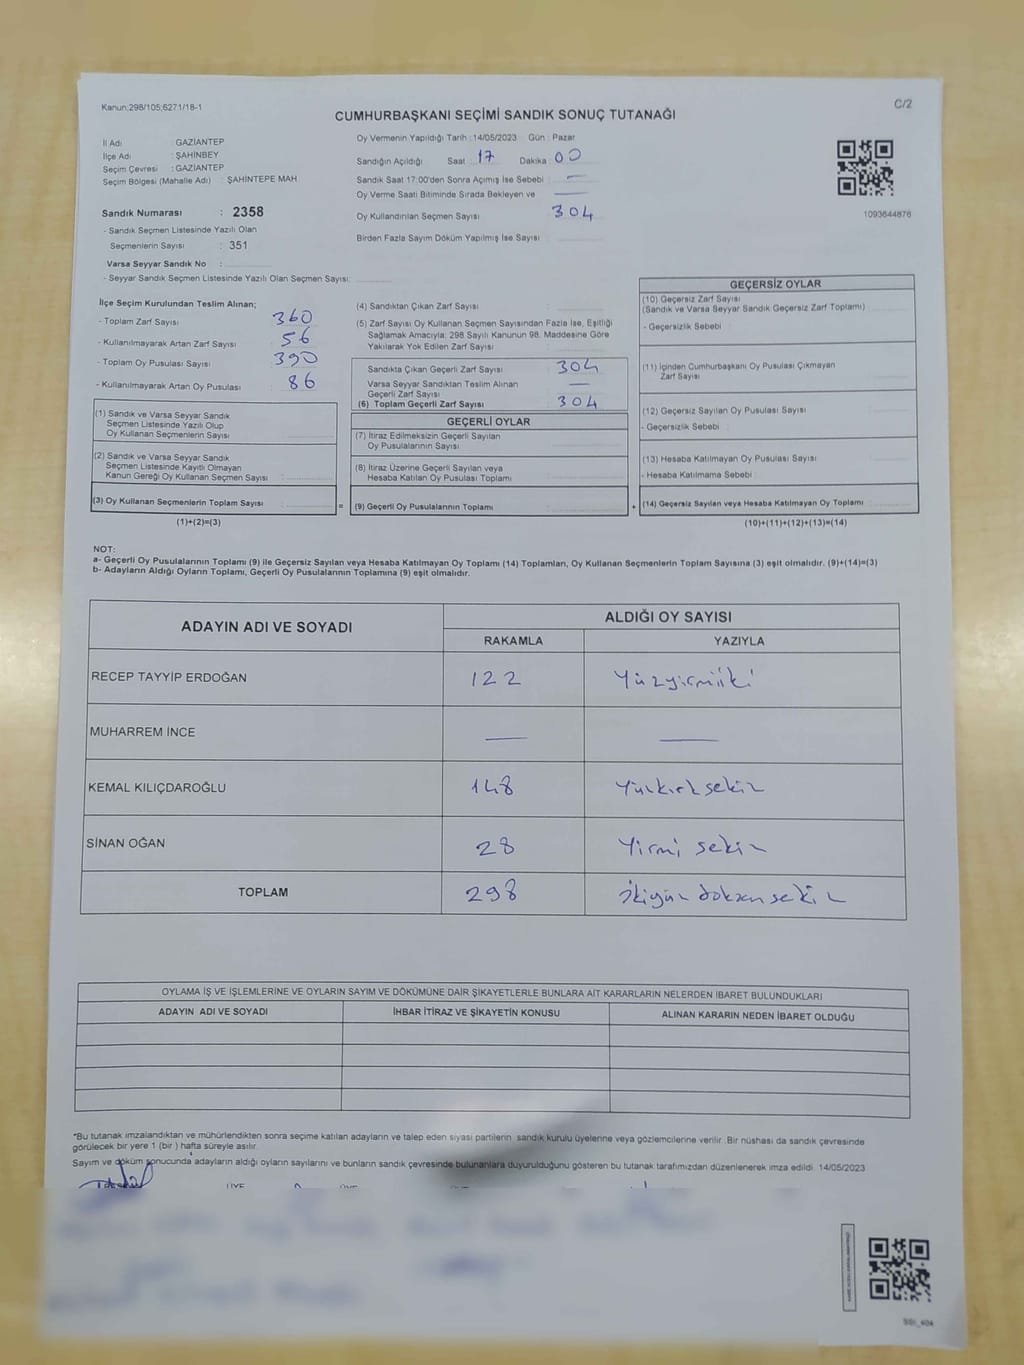 Kanun:298/105;6271/18-1
C/2
CUMHURBAŞKANI SEÇİMİ SANDIK SONUÇ TUTANAĞI
İl Adı : GAZİANTEP
İlçe Adı : ŞAHİNBEY
Seçim Çevresi : GAZİANTEP
Seçim Bölgesi (Mahalle Adı) : ŞAHİNTEPE MAH
Sandık Numarası : 2358
- Sandık Seçmen Listesinde Yazılı Olan
Seçmenlerin Sayısı : 351
Varsa Seyyar Sandık No :
- Seyyar Sandık Seçmen Listesinde Yazılı Olan Seçmen Sayısı:
Oy Vermenin Yapıldığı Tarih :14/05/2023 Gün : Pazar
Sandığın Açıldığı Saat : 17 Dakika : 00
Sandık Saat 17:00'den Sonra Açımış İse Sebebi : —
Oy Verme Saati Bitiminde Sırada Bekleyen ve —
Oy Kullandırılan Seçmen Sayısı : 304
Birden Fazla Sayım Döküm Yapılmış İse Sayısı :
1093644876
İlçe Seçim Kurulundan Teslim Alınan;
- Toplam Zarf Sayısı : 360
- Kullanılmayarak Artan Zarf Sayısı : 56
- Toplam Oy Pusulası Sayısı : 390
- Kullanılmayarak Artan Oy Pusulası : 86
(1) Sandık ve Varsa Seyyar Sandık
Seçmen Listesinde Yazılı Olup
Oy Kullanan Seçmenlerin Sayısı :
(2) Sandık ve Varsa Seyyar Sandık
Seçmen Listesinde Kayıtlı Olmayan
Kanun Gereği Oy Kullanan Seçmen Sayısı :
(3) Oy Kullanan Seçmenlerin Toplam Sayısı :
(1)+(2)=(3)
(4) Sandıktan Çıkan Zarf Sayısı :
(5) Zarf Sayısı Oy Kullanan Seçmen Sayısından Fazla İse, Eşitliği
Sağlamak Amacıyla; 298 Sayılı Kanunun 98. Maddesine Göre
Yakılarak Yok Edilen Zarf Sayısı :
Sandıkta Çıkan Geçerli Zarf Sayısı : 304
Varsa Seyyar Sandıktan Teslim Alınan —
Geçerli Zarf Sayısı :
(6) Toplam Geçerli Zarf Sayısı : 304
GEÇERLİ OYLAR
(7) İtiraz Edilmeksizin Geçerli Sayılan
Oy Pusulalarının Sayısı :
(8) İtiraz Üzerine Geçerli Sayılan veya
Hesaba Katılan Oy Pusulası Toplamı :
= (9) Geçerli Oy Pusulalarının Toplamı :
GEÇERSİZ OYLAR
(10) Geçersiz Zarf Sayısı :
(Sandık ve Varsa Seyyar Sandık Geçersiz Zarf Toplamı)
- Geçersizlik Sebebi :
(11) İçinden Cumhurbaşkanı Oy Pusulası Çıkmayan
Zarf Sayısı :
(12) Geçersiz Sayılan Oy Pusulası Sayısı :
- Geçersizlik Sebebi :
(13) Hesaba Katılmayan Oy Pusulası Sayısı :
- Hesaba Katılmama Sebebi :
+ (14) Geçersiz Sayılan veya Hesaba Katılmayan Oy Toplamı :
(10)+(11)+(12)+(13)=(14)
NOT:
a- Geçerli Oy Pusulalarının Toplamı (9) ile Geçersiz Sayılan veya Hesaba Katılmayan Oy Toplamı (14) Toplamları, Oy Kullanan Seçmenlerin Toplam Sayısına (3) eşit olmalıdır. (9)+(14)=(3)
b- Adayların Aldığı Oyların Toplamı, Geçerli Oy Pusulalarının Toplamına (9) eşit olmalıdır.
ADAYIN ADI VE SOYADI ALDIĞI OY SAYISI
RAKAMLA YAZIYLA
RECEP TAYYİP ERDOĞAN 122 Yüzyirmiiki
MUHARREM İNCE — —
KEMAL KILIÇDAROĞLU 148 Yüzkırksekiz
SİNAN OĞAN 28 Yirmi sekiz
TOPLAM 298 İkiyüz doksan sekiz
OYLAMA İŞ VE İŞLEMLERİNE VE OYLARIN SAYIM VE DÖKÜMÜNE DAİR ŞİKAYETLERLE BUNLARA AİT KARARLARIN NELERDEN İBARET BULUNDUKLARI
ADAYIN ADI VE SOYADI İHBAR İTİRAZ VE ŞİKAYETİN KONUSU ALINAN KARARIN NEDEN İBARET OLDUĞU
*Bu tutanak imzalandıktan ve mühürlendikten sonra seçime katılan adayların ve talep eden siyasi partilerin sandık kurulu üyelerine veya gözlemcilerine verilir. Bir nüshası da sandık çevresinde
görülecek bir yere 1 (bir ) hafta süreyle asılır.
Sayım ve döküm sonucunda adayların aldığı oyların sayılarını ve bunların sandık çevresinde bulunanlara duyurulduğunu gösteren bu tutanak tarafımızdan düzenlenerek imza edildi. 14/05/2023